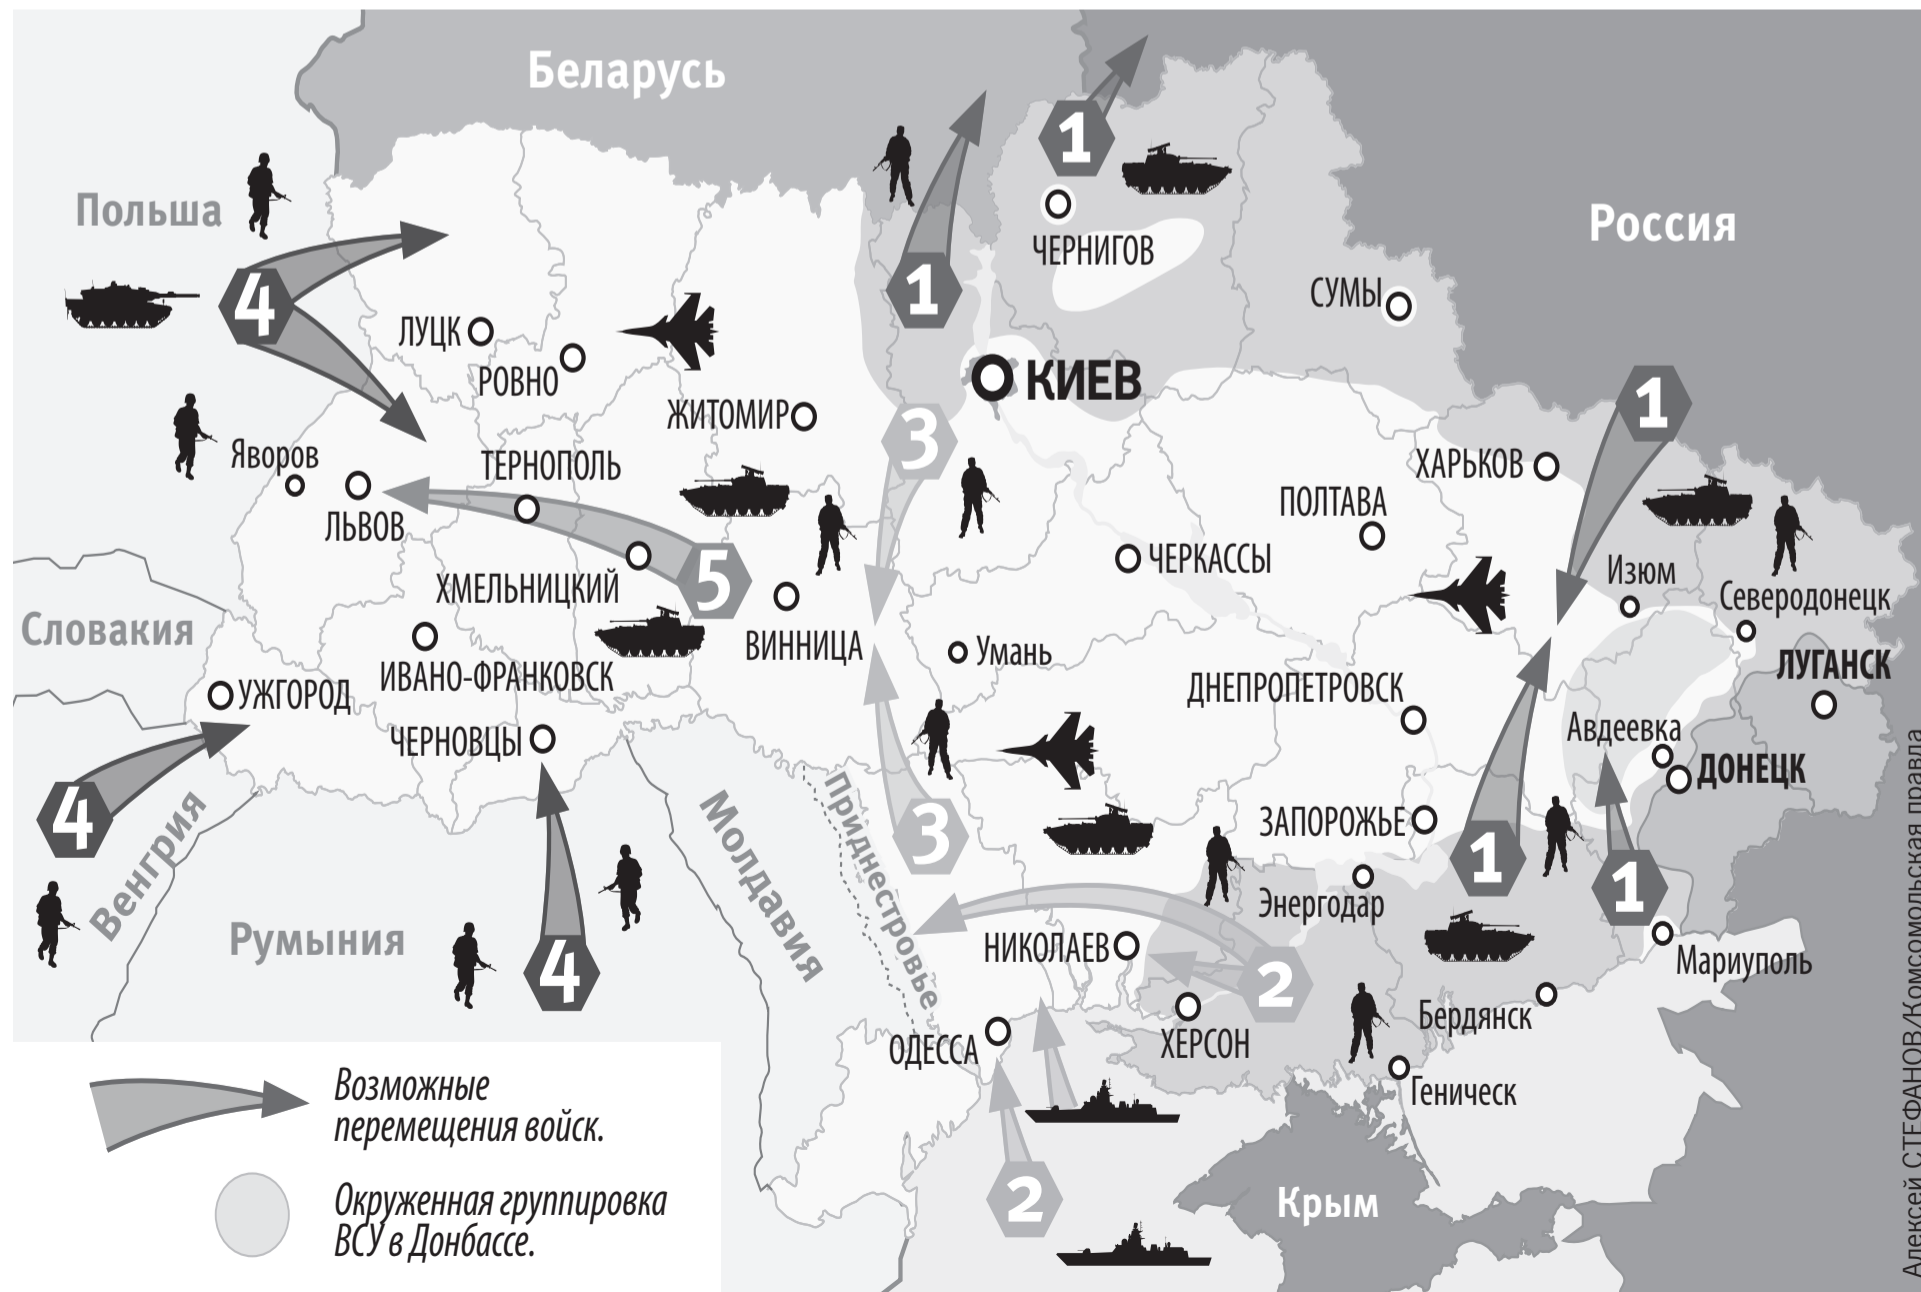 Беларусь
1
Россия
Польша
1
ЧЕРНИГОВ
СУМЫ
4
ЛУЦК
РОВНО
1
КИЕВ
ЖИТОМИР
3
1
ХАРЬКОВ
Яворов
ТЕРНОПОЛЬ
ЛЬВОВ
ПОЛТАВА
ХМЕЛЬНИЦКИЙ
5
ЧЕРКАССЫ
Изюм
Северодонецк
Словакия
ВИННИЦА
Умань
ЛУГАНСК
ИВАНО-ФРАНКОВСК
УЖГОРОД
ДНЕПРОПЕТРОВСК
ЧЕРНОВЦЫ
Авдеевка
ДОНЕЦК
4
Венгрия
Молдавия
Приднестровье
3
ЗАПОРОЖЬЕ
1
1
Энергодар
Румыния
4
НИКОЛАЕВ
2
Мариуполь
Бердянск
ОДЕССА
ХЕРСОН
Геническ
2
Крым
Возможные
перемещения войск.
Окруженная группировка
ВСУ в Донбассе.
Алексей СТЕФАНОВ/Комсомольская правда